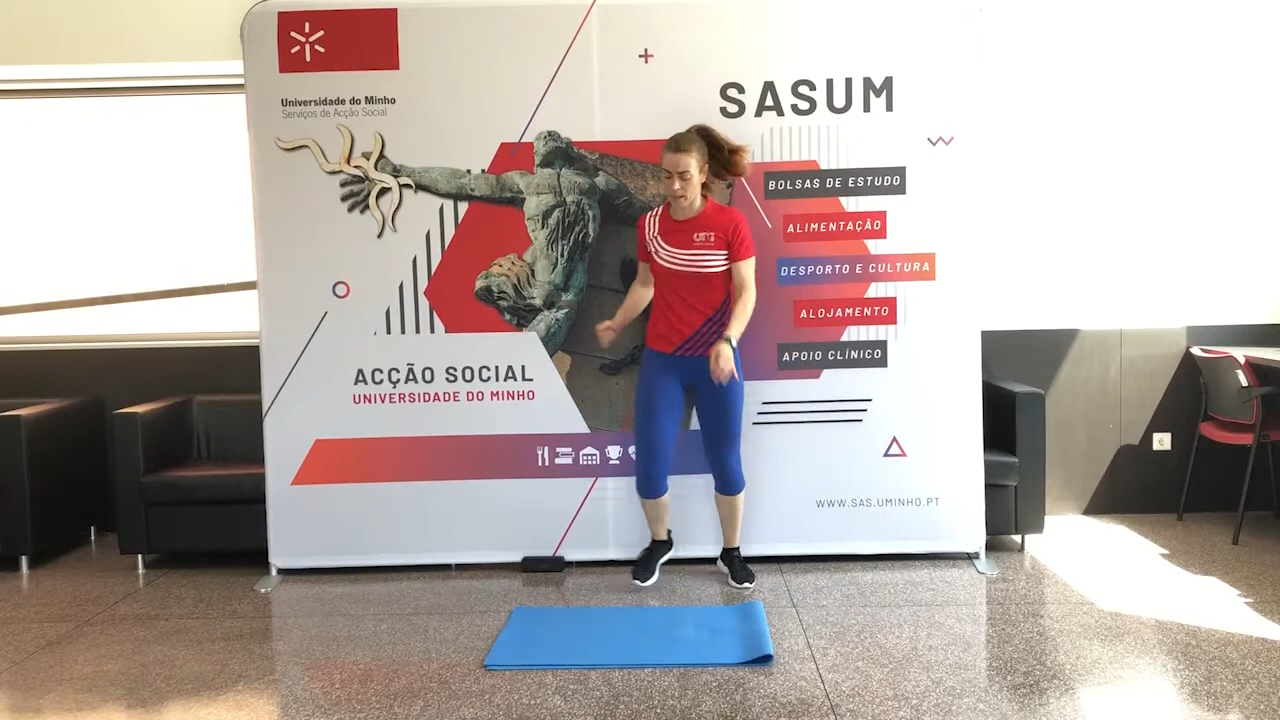 Universidade do Minho
Serviços de Acção Social
SASUM
BOLSAS DE ESTUDO
ALIMENTAÇÃO
DESPORTO E CULTURA
ALOJAMENTO
APOIO CLÍNICO
ACÇÃO SOCIAL
UNIVERSIDADE DO MINHO
WWW.SAS.UMINHO.PT